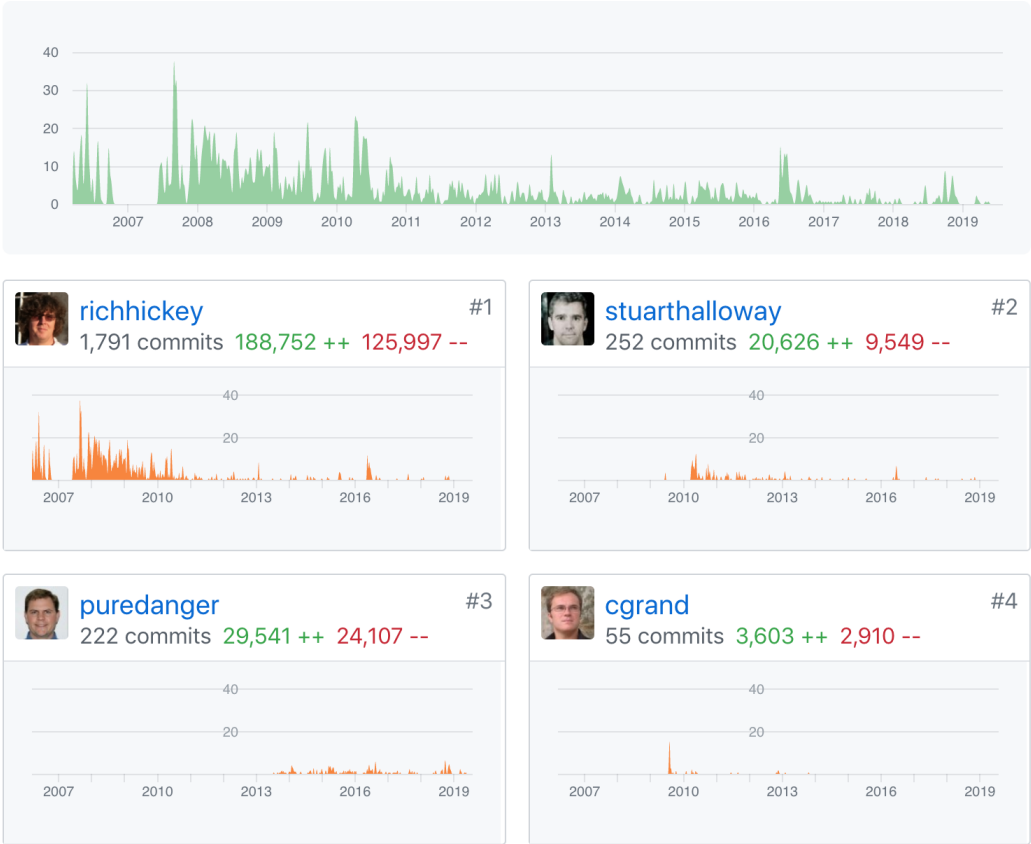 40
30
20
10
0
2007 2008 2009 2010 2011 2012 2013 2014 2015 2016 2017 2018 2019
richhickey #1
1,791 commits 188,752 ++ 125,997 --
40
20
2007 2010 2013 2016 2019
stuarthalloway #2
252 commits 20,626 ++ 9,549 --
40
20
2007 2010 2013 2016 2019
puredanger #3
222 commits 29,541 ++ 24,107 --
40
20
2007 2010 2013 2016 2019
cgrand #4
55 commits 3,603 ++ 2,910 --
40
20
2007 2010 2013 2016 2019